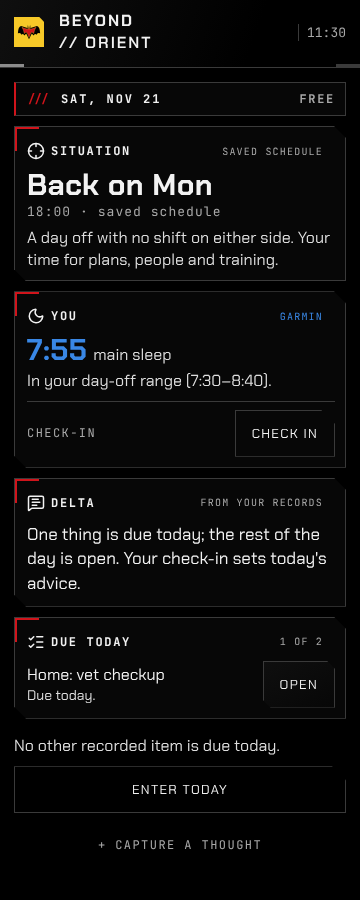 BEYOND
// ORIENT
11:30
/// SAT, NOV 21
FREE
SITUATION
SAVED SCHEDULE
Back on Mon
18:00 · saved schedule
A day off with no shift on either side. Your
time for plans, people and training.
YOU
GARMIN
7:55 main sleep
In your day-off range (7:30–8:40).
CHECK-IN
CHECK IN
DELTA
FROM YOUR RECORDS
One thing is due today; the rest of the
day is open. Your check-in sets today's
advice.
DUE TODAY
1 OF 2
Home: vet checkup
Due today.
OPEN
No other recorded item is due today.
ENTER TODAY
+ CAPTURE A THOUGHT